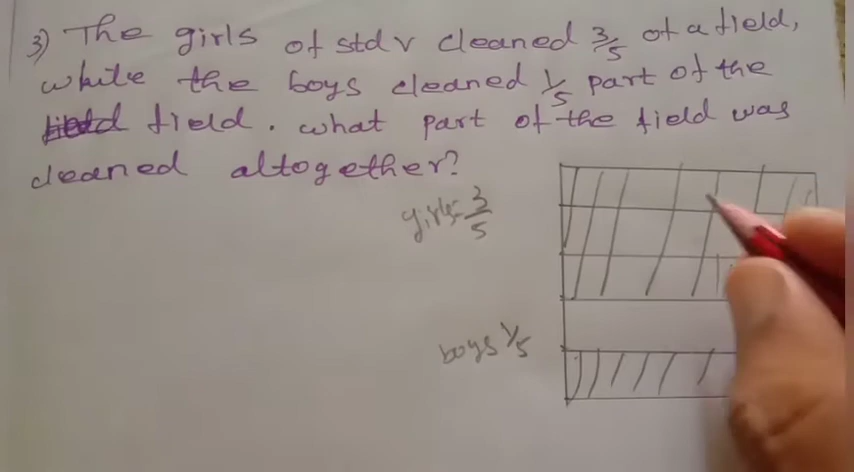 3) The girls of std V cleaned 3/5 of a field,
while the boys cleaned 1/5 part of the
field. what part of the field was
cleaned altogether?
girls= 3/5
boys 1/5